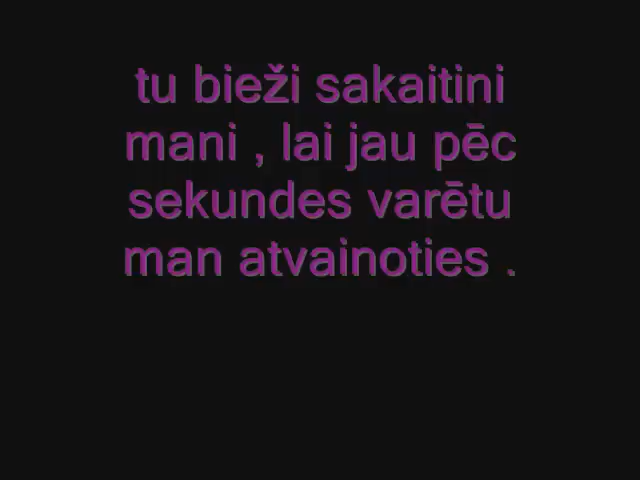 tu bieži sakaitini
mani , lai jau pēc
sekundes varētu
man atvainoties .